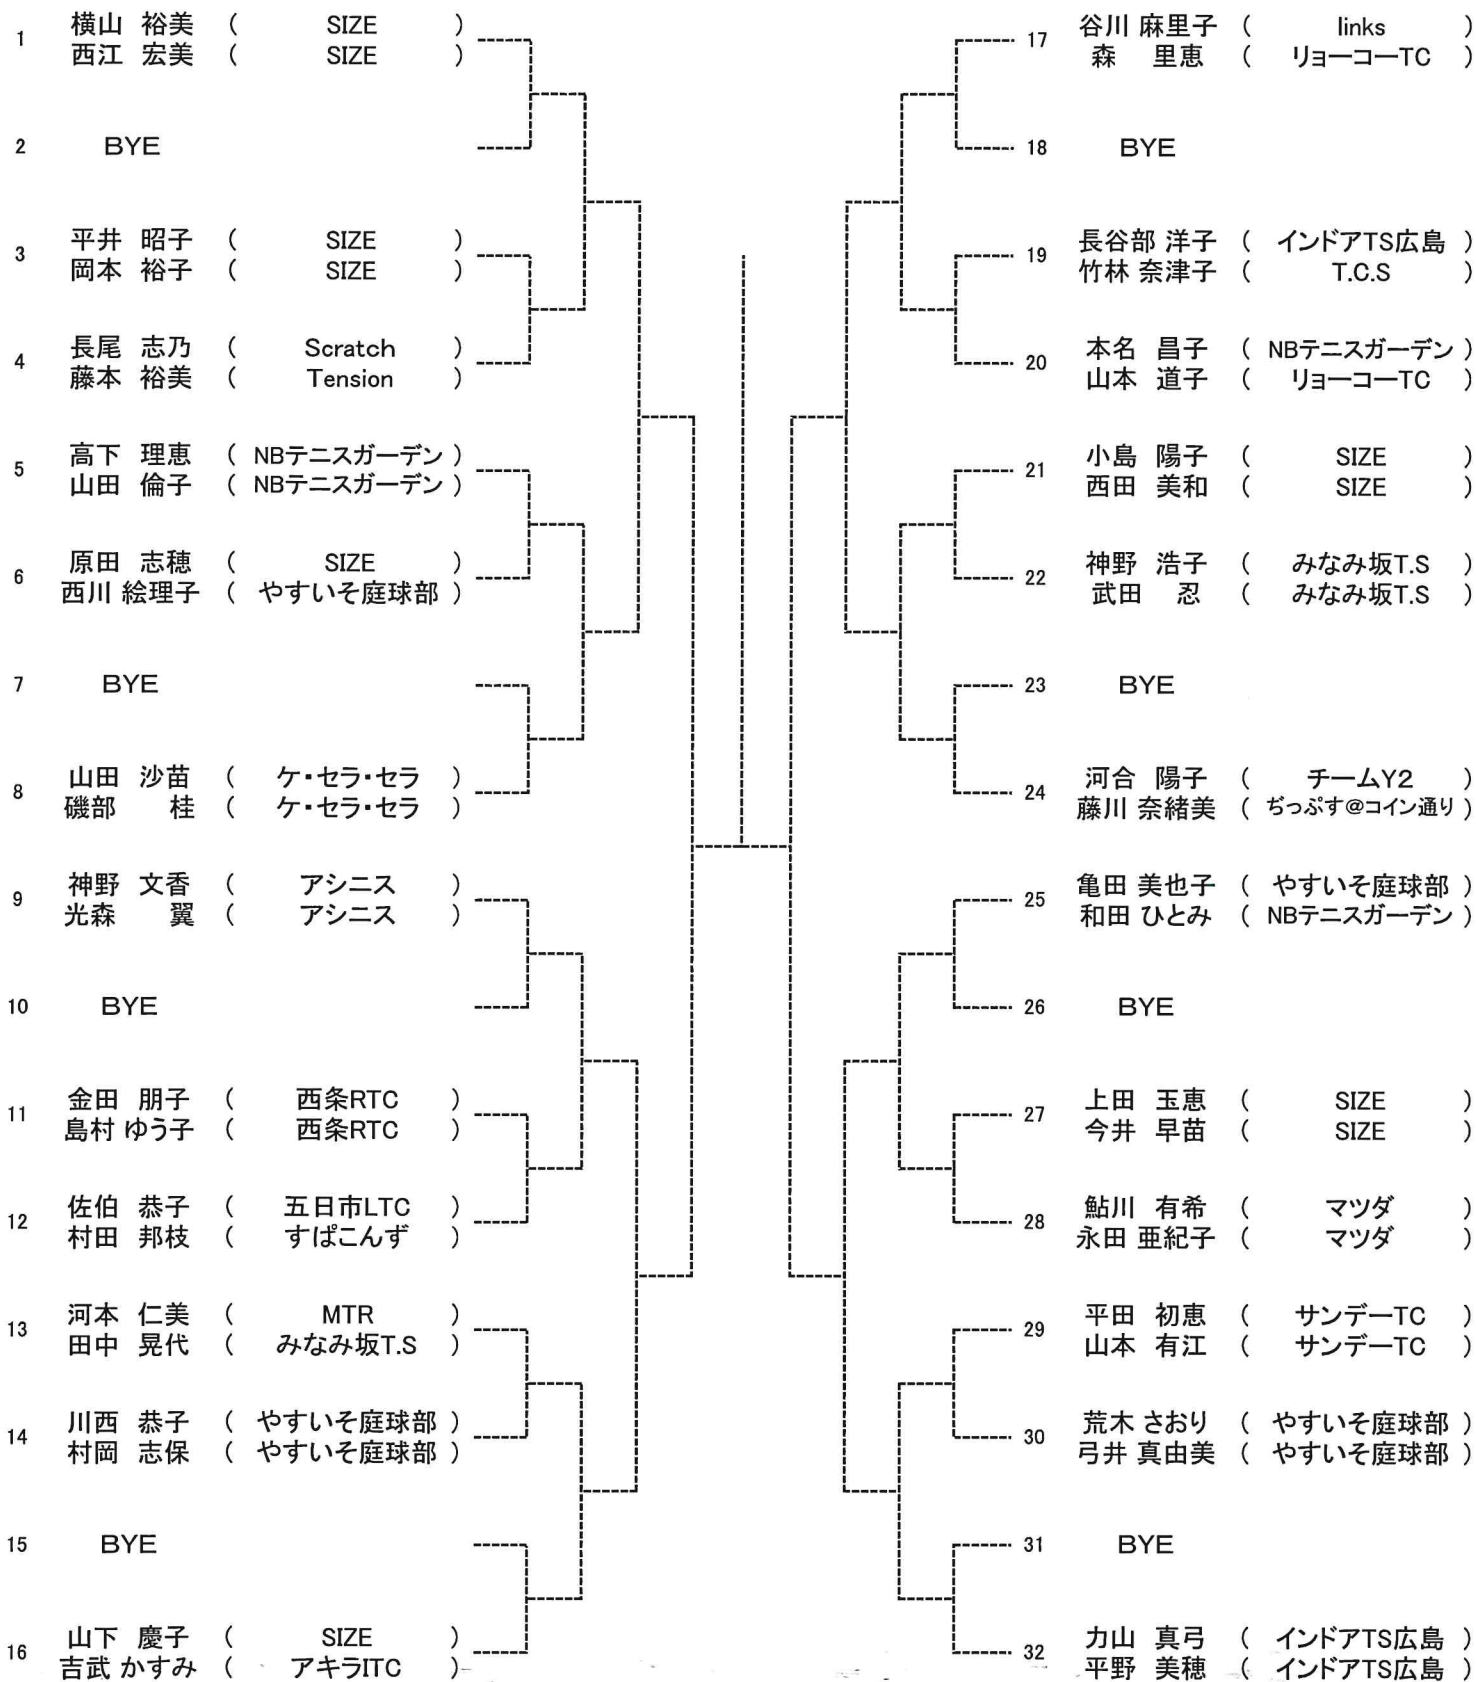 1 横山 裕美 ( SIZE )
西江 宏美 ( SIZE )
2 BYE
3 平井 昭子 ( SIZE )
岡本 裕子 ( SIZE )
4 長尾 志乃 ( Scratch )
藤本 裕美 ( Tension )
5 高下 理恵 ( NBテニスガーデン )
山田 倫子 ( NBテニスガーデン )
6 原田 志穂 ( SIZE )
西川 絵理子 ( やすいそ庭球部 )
7 BYE
8 山田 沙苗 ( ケ・セラ・セラ )
磯部 桂 ( ケ・セラ・セラ )
9 神野 文香 ( アシニス )
光森 翼 ( アシニス )
10 BYE
11 金田 朋子 ( 西条RTC )
島村 ゆう子 ( 西条RTC )
12 佐伯 恭子 ( 五日市LTC )
村田 邦枝 ( すぱこんず )
13 河本 仁美 ( MTR )
田中 晃代 ( みなみ坂T.S )
14 川西 恭子 ( やすいそ庭球部 )
村岡 志保 ( やすいそ庭球部 )
15 BYE
16 山下 慶子 ( SIZE )
吉武 かすみ ( アキラITC )
17 谷川 麻里子 ( links )
森 里恵 ( リョーコーTC )
18 BYE
19 長谷部 洋子 ( インドアTS広島 )
竹林 奈津子 ( T.C.S )
20 本名 昌子 ( NBテニスガーデン )
山本 道子 ( リョーコーTC )
21 小島 陽子 ( SIZE )
西田 美和 ( SIZE )
22 神野 浩子 ( みなみ坂T.S )
武田 忍 ( みなみ坂T.S )
23 BYE
24 河合 陽子 ( チームY2 )
藤川 奈緒美 ( ぢっぷす@コイン通り )
25 亀田 美也子 ( やすいそ庭球部 )
和田 ひとみ ( NBテニスガーデン )
26 BYE
27 上田 玉恵 ( SIZE )
今井 早苗 ( SIZE )
28 鮎川 有希 ( マツダ )
永田 亜紀子 ( マツダ )
29 平田 初恵 ( サンデーTC )
山本 有江 ( サンデーTC )
30 荒木 さおり ( やすいそ庭球部 )
弓井 真由美 ( やすいそ庭球部 )
31 BYE
32 力山 真弓 ( インドアTS広島 )
平野 美穂 ( インドアTS広島 )